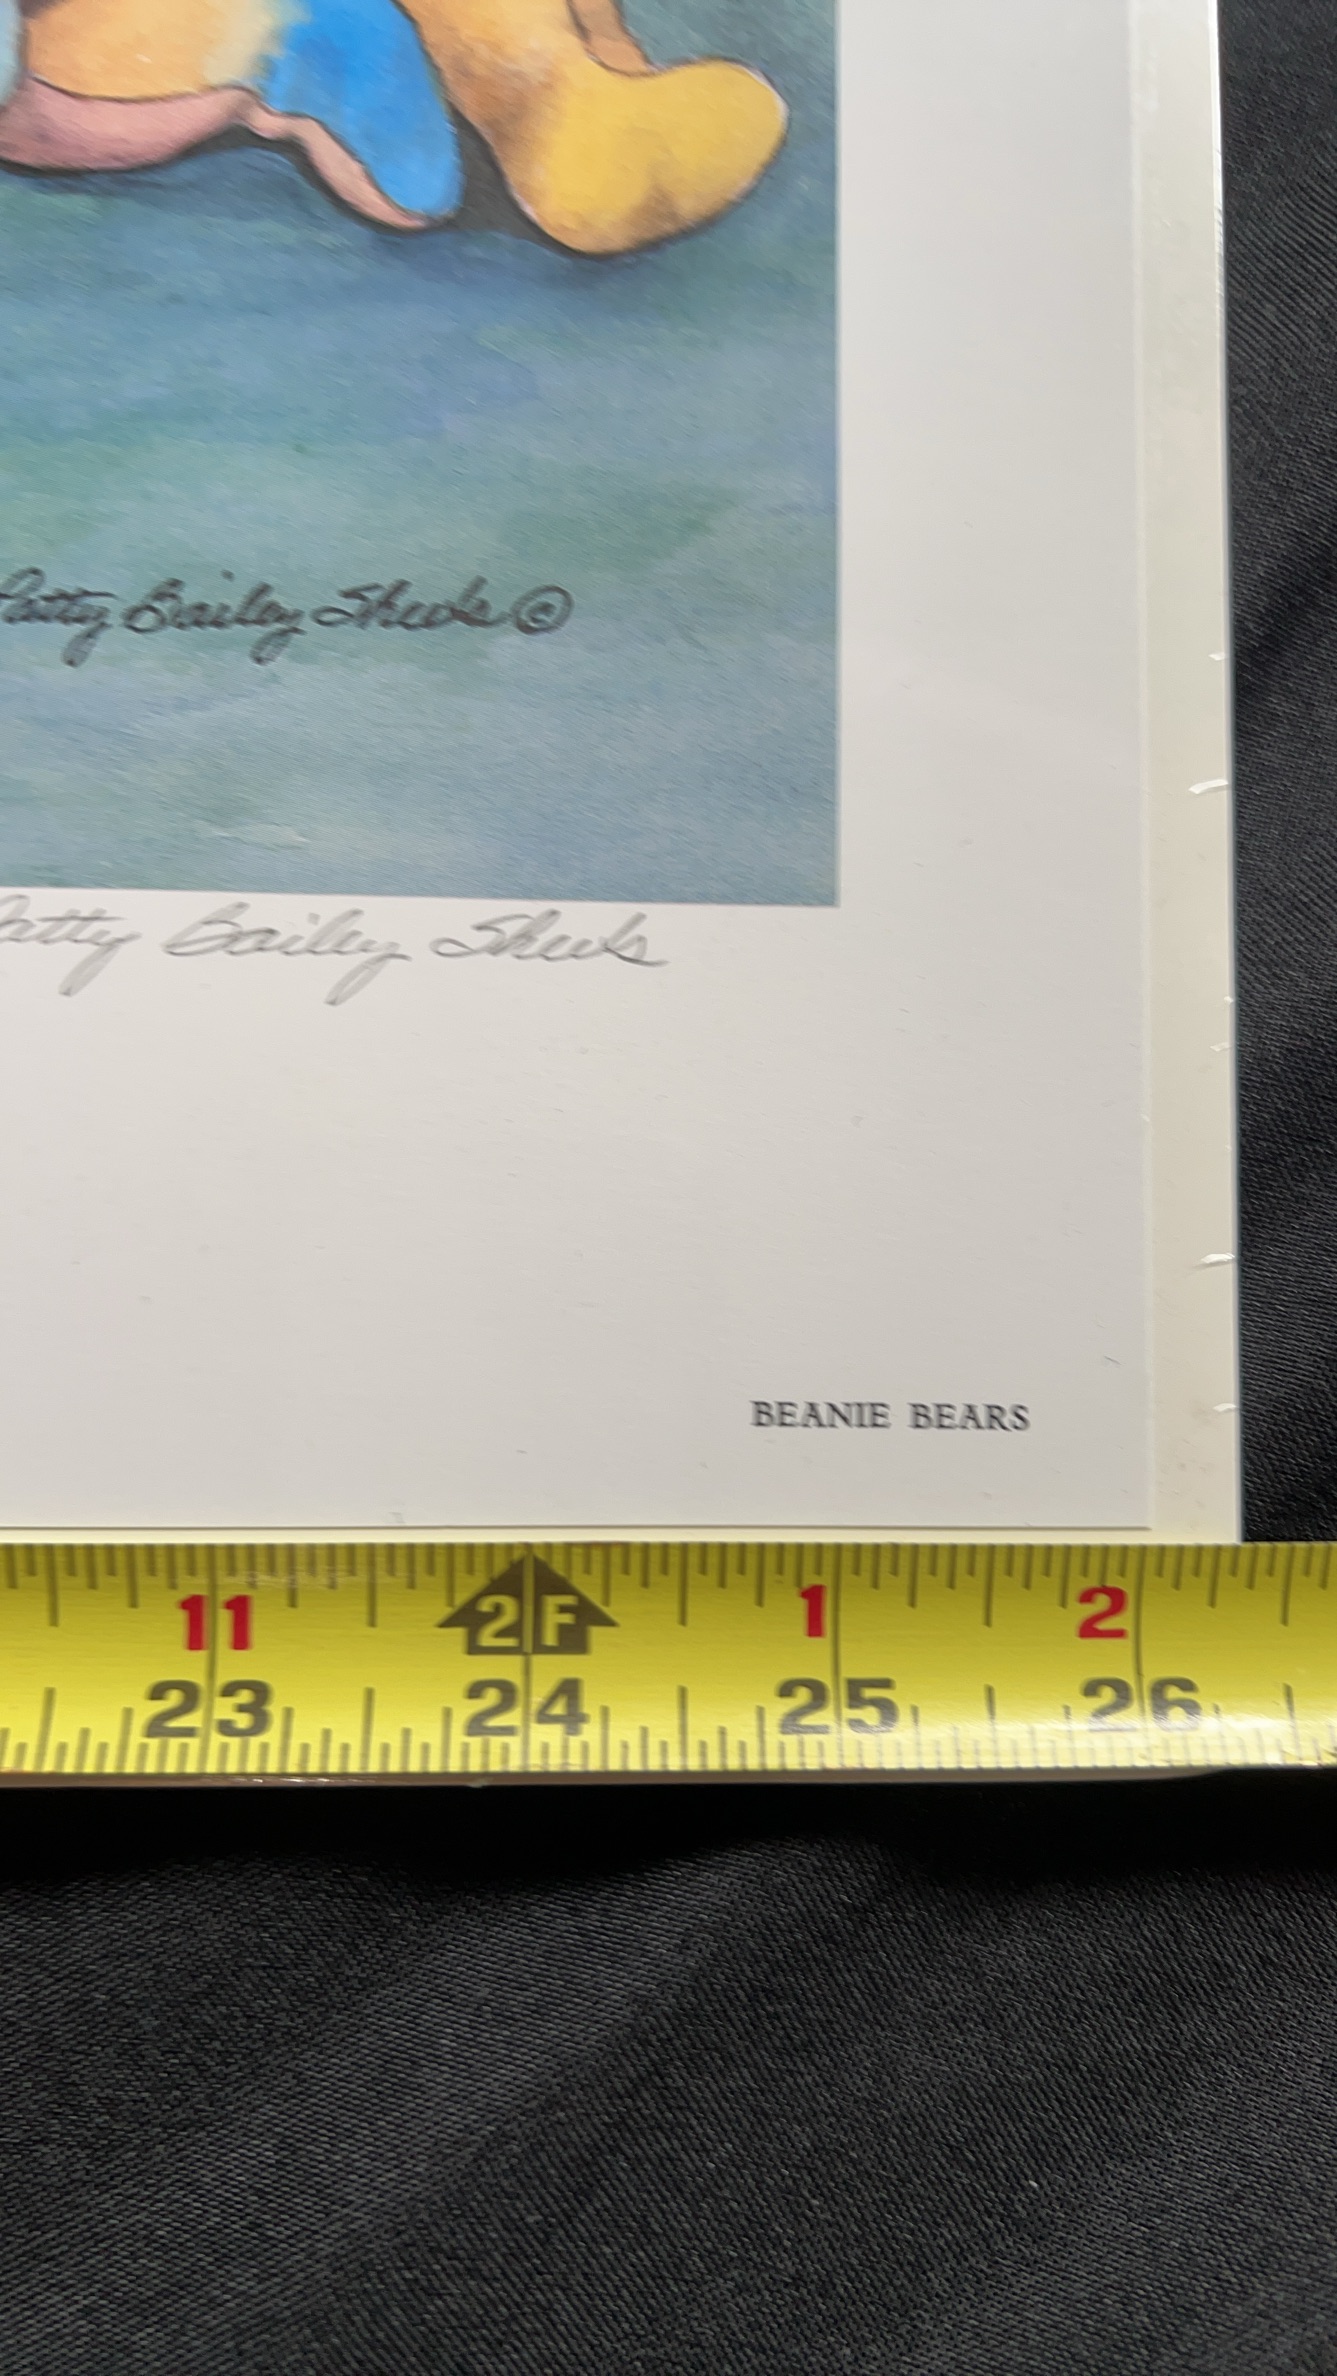 Patty Bailey Sheets ©
Patty Bailey Sheets
BEANIE BEARS
11 2F 1 2
23 24 25 26